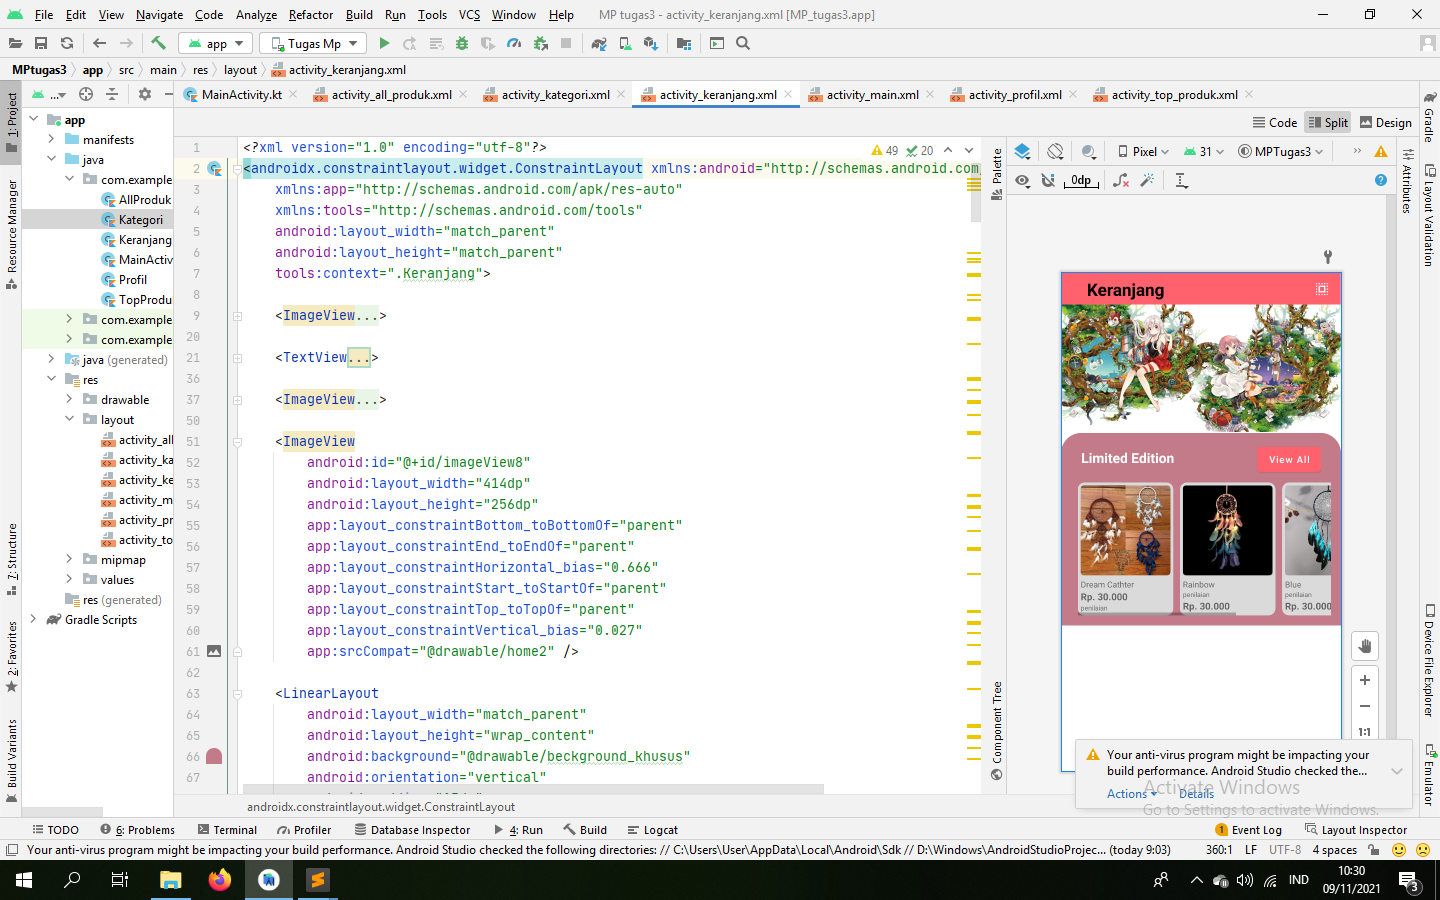 File Edit View Navigate Code Analyze Refactor Build Run Tools VCS Window Help MP tugas3 - activity_keranjang.xml [MP_tugas3.app]
app Tugas Mp
MPtugas3 app src main res layout activity_keranjang.xml
... MainActivity.kt activity_all_produk.xml activity_kategori.xml activity_keranjang.xml activity_main.xml activity_profil.xml activity_top_produk.xml
Code Split Design
1: Project
Resource Manager
7: Structure
2: Favorites
Build Variants
app
manifests
java
com.example
AllProduk
Kategori
Keranjang
MainActiv
Profil
TopProdu
com.example
com.example
java (generated)
res
drawable
layout
activity_all
activity_ka
activity_ke
activity_m
activity_pr
activity_to
mipmap
values
res (generated)
Gradle Scripts
49 20
1 <?xml version="1.0" encoding="utf-8"?>
2 <androidx.constraintlayout.widget.ConstraintLayout xmlns:android="http://schemas.android.com
3 xmlns:app="http://schemas.android.com/apk/res-auto"
4 xmlns:tools="http://schemas.android.com/tools"
5 android:layout_width="match_parent"
6 android:layout_height="match_parent"
7 tools:context=".Keranjang">
8
9 <ImageView...>
20
21 <TextView...>
36
37 <ImageView...>
50
51 <ImageView
52 android:id="@+id/imageView8"
53 android:layout_width="414dp"
54 android:layout_height="256dp"
55 app:layout_constraintBottom_toBottomOf="parent"
56 app:layout_constraintEnd_toEndOf="parent"
57 app:layout_constraintHorizontal_bias="0.666"
58 app:layout_constraintStart_toStartOf="parent"
59 app:layout_constraintTop_toTopOf="parent"
60 app:layout_constraintVertical_bias="0.027"
61 app:srcCompat="@drawable/home2" />
62
63 <LinearLayout
64 android:layout_width="match_parent"
65 android:layout_height="wrap_content"
66 android:background="@drawable/beckground_khusus"
67 android:orientation="vertical"
androidx.constraintlayout.widget.ConstraintLayout
Palette
Component Tree
Pixel 31 MPTugas3
0dp
Keranjang
Limited Edition View All
Dream Cathter
Rp. 30.000
penilaian
Rainbow
penilaian
Rp. 30.000
Blue
penilaian
Rp. 30.000
1:1
Attributes
Gradle
Layout Validation
Device File Explorer
Emulator
Your anti-virus program might be impacting your
build performance. Android Studio checked the...
Actions Details
Activate Windows
Go to Settings to activate Windows.
TODO 6: Problems Terminal Profiler Database Inspector 4: Run Build Logcat 1 Event Log Layout Inspector
Your anti-virus program might be impacting your build performance. Android Studio checked the following directories: // C:\Users\User\AppData\Local\Android\Sdk // D:\Windows\AndroidStudioProjec... (today 9:03) 360:1 LF UTF-8 4 spaces
IND 10:30
09/11/2021 3